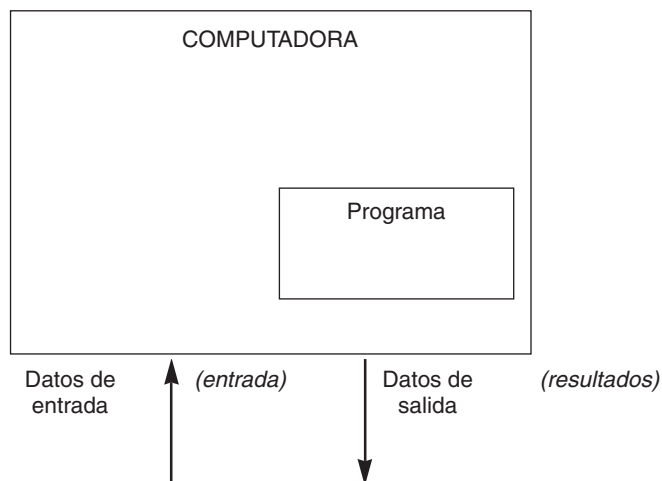 COMPUTADORA
Programa
Datos de
entrada
(entrada)
Datos de
salida
(resultados)